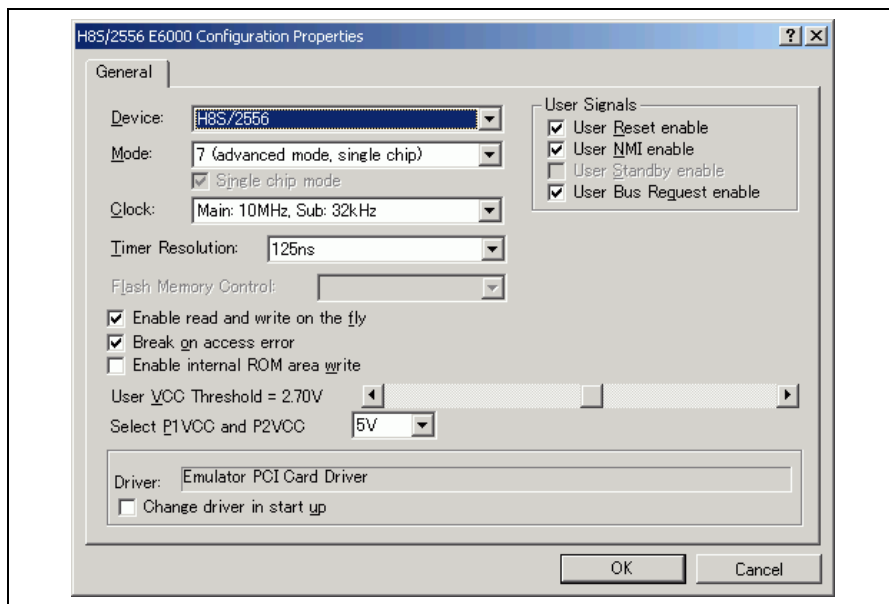 H8S/2556 E6000 Configuration Properties
General
Device: H8S/2556
Mode: 7 (advanced mode, single chip)
Single chip mode
Clock: Main: 10MHz, Sub: 32kHz
Timer Resolution: 125ns
Flash Memory Control:
Enable read and write on the fly
Break on access error
Enable internal ROM area write
User VCC Threshold = 2.70V
Select P1VCC and P2VCC 5V
User Signals
User Reset enable
User NMI enable
User Standby enable
User Bus Request enable
Driver: Emulator PCI Card Driver
Change driver in start up
OK Cancel